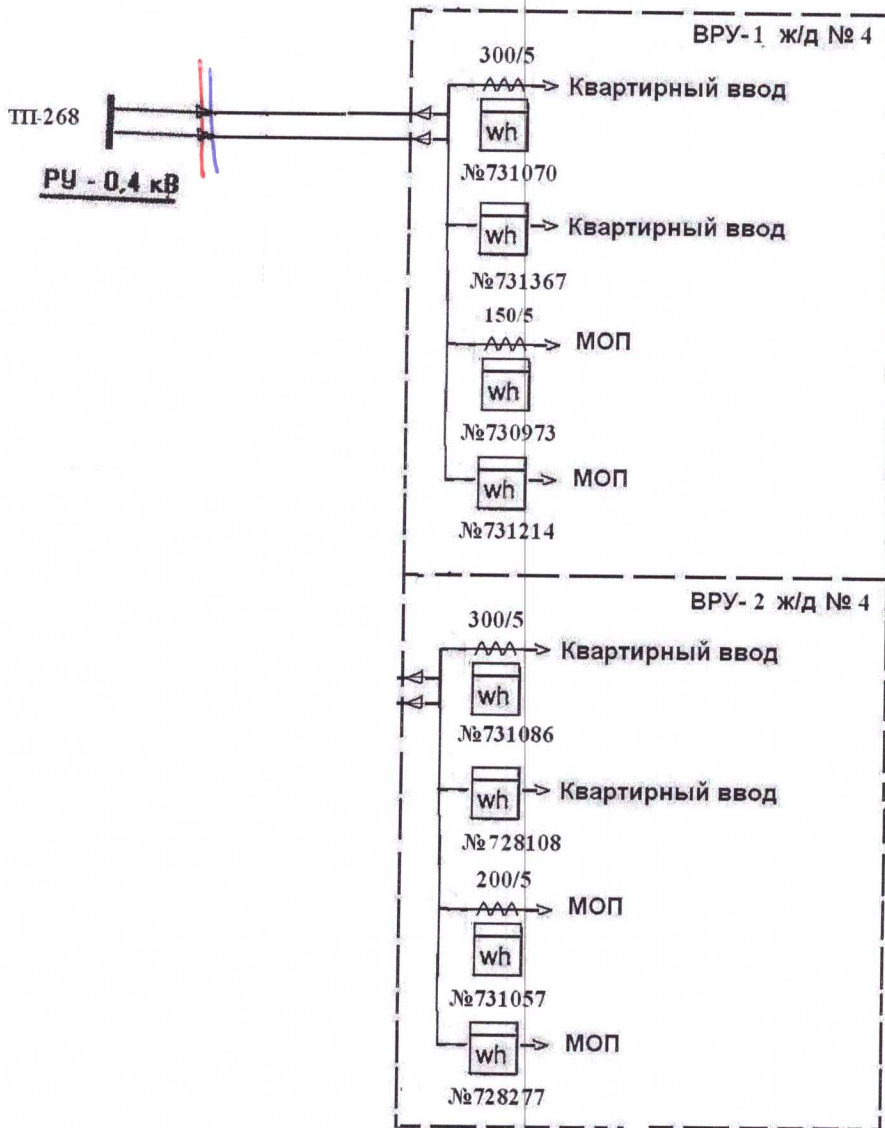 ВРУ-1 ж/д № 4
300/5
Квартирный ввод
ТП-268
wh
РУ - 0,4 кВ
№731070
wh
Квартирный ввод
№731367
150/5
МОП
wh
№730973
wh
МОП
№731214
ВРУ- 2 ж/д № 4
300/5
Квартирный ввод
wh
№731086
wh
Квартирный ввод
№728108
200/5
МОП
wh
№731057
wh
МОП
№728277